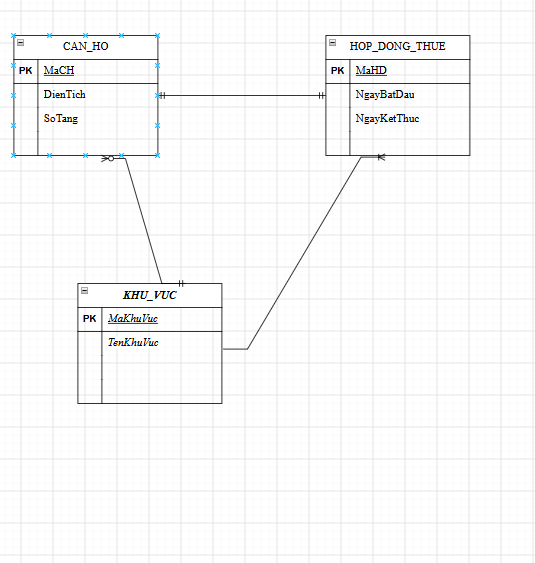 CAN_HO
PK MaCH
DienTich
SoTang
HOP_DONG_THUE
PK MaHD
NgayBatDau
NgayKetThuc
KHU_VUC
PK MaKhuVuc
TenKhuVuc